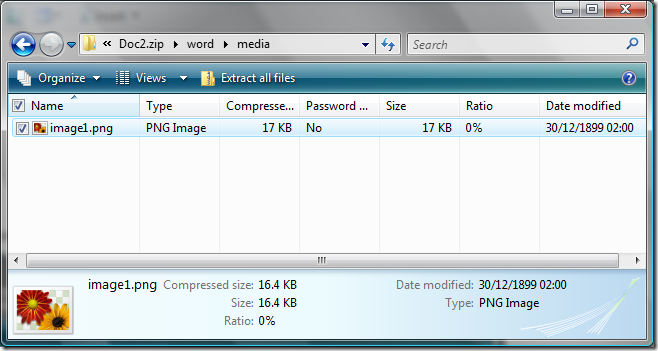 « Doc2.zip ▸ word ▸ media Search
Organize Views Extract all files
Name Type Compresse... Password ... Size Ratio Date modified
image1.png PNG Image 17 KB No 17 KB 0% 30/12/1899 02:00
image1.png Compressed size: 16.4 KB Date modified: 30/12/1899 02:00
Size: 16.4 KB Type: PNG Image
Ratio: 0%